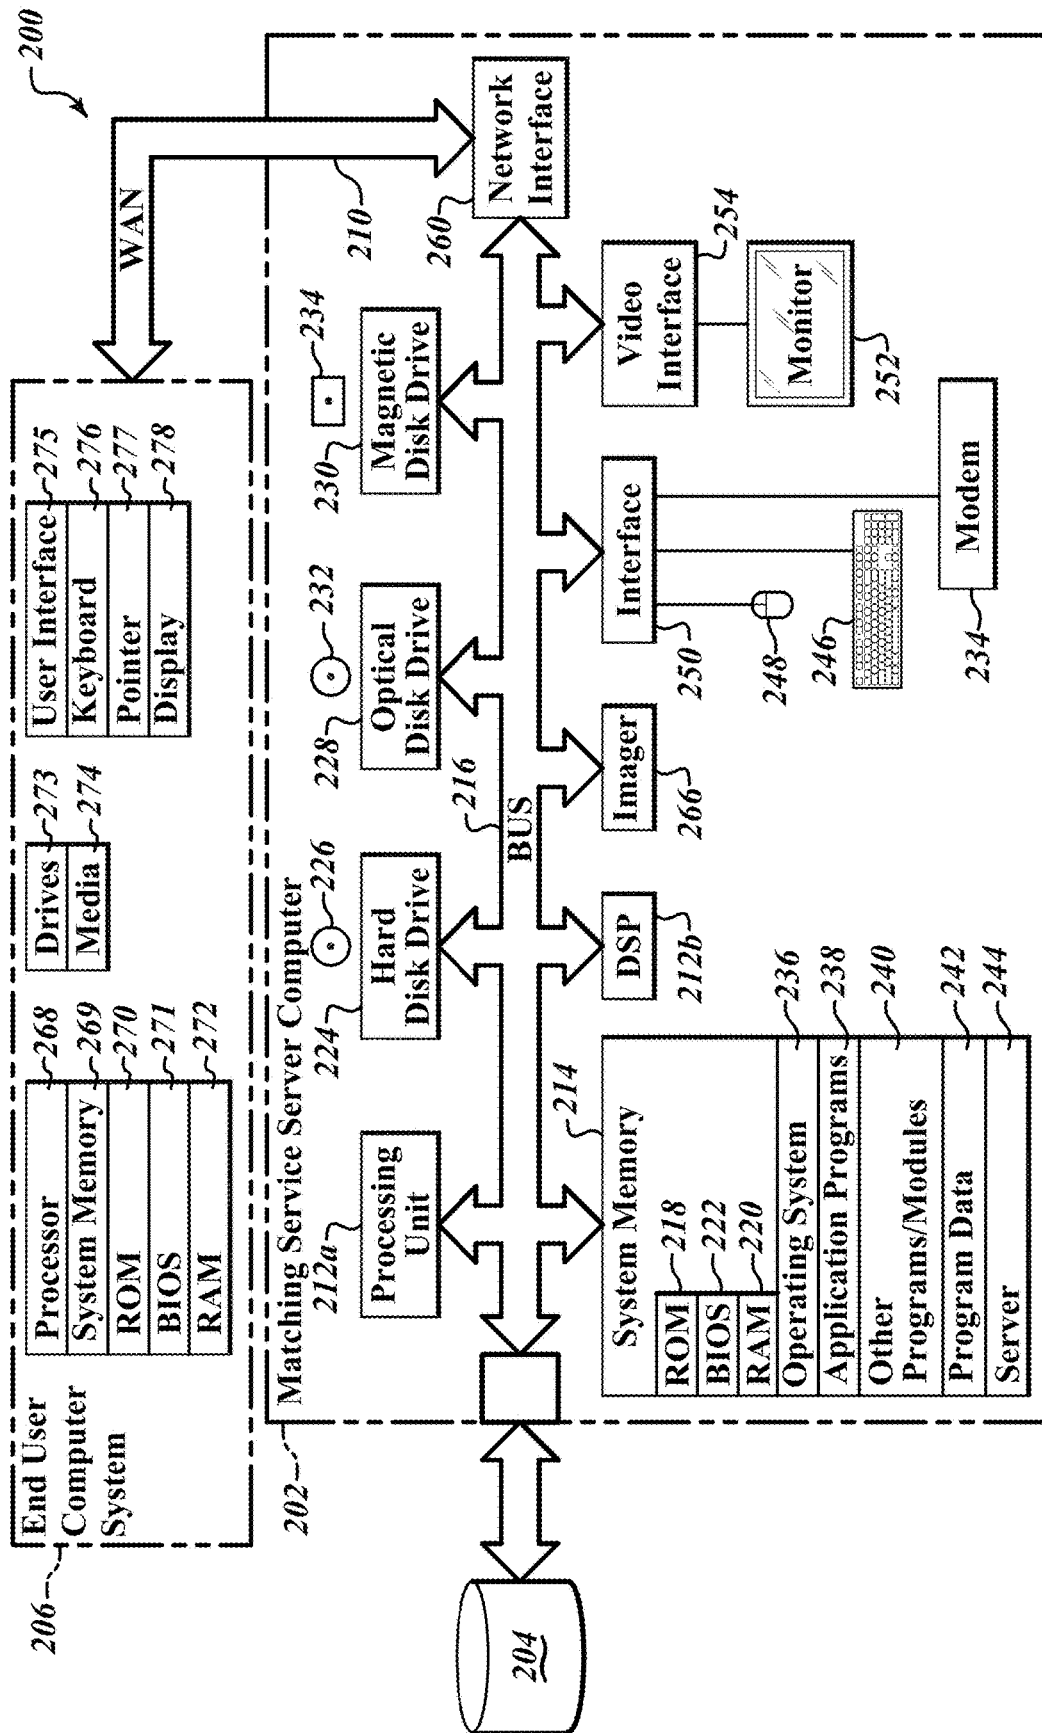 200
206
End User
Computer
System
Processor 268
System Memory 269
ROM 270
BIOS 271
RAM 272
Drives 273
Media 274
User Interface 275
Keyboard 276
Pointer 277
Display 278
WAN
210
202
Matching Service Server Computer
212a
Processing
Unit
224
Hard
Disk Drive
226
228
Optical
Disk Drive
232
230
Magnetic
Disk Drive
234
260
Network
Interface
216
BUS
204
214
System Memory
ROM 218
BIOS 222
RAM 220
Operating System 236
Application Programs 238
Other
Programs/Modules 240
Program Data 242
Server 244
DSP
212b
Imager
266
Interface
250
248
246
Modem
234
Video
Interface
254
Monitor
252